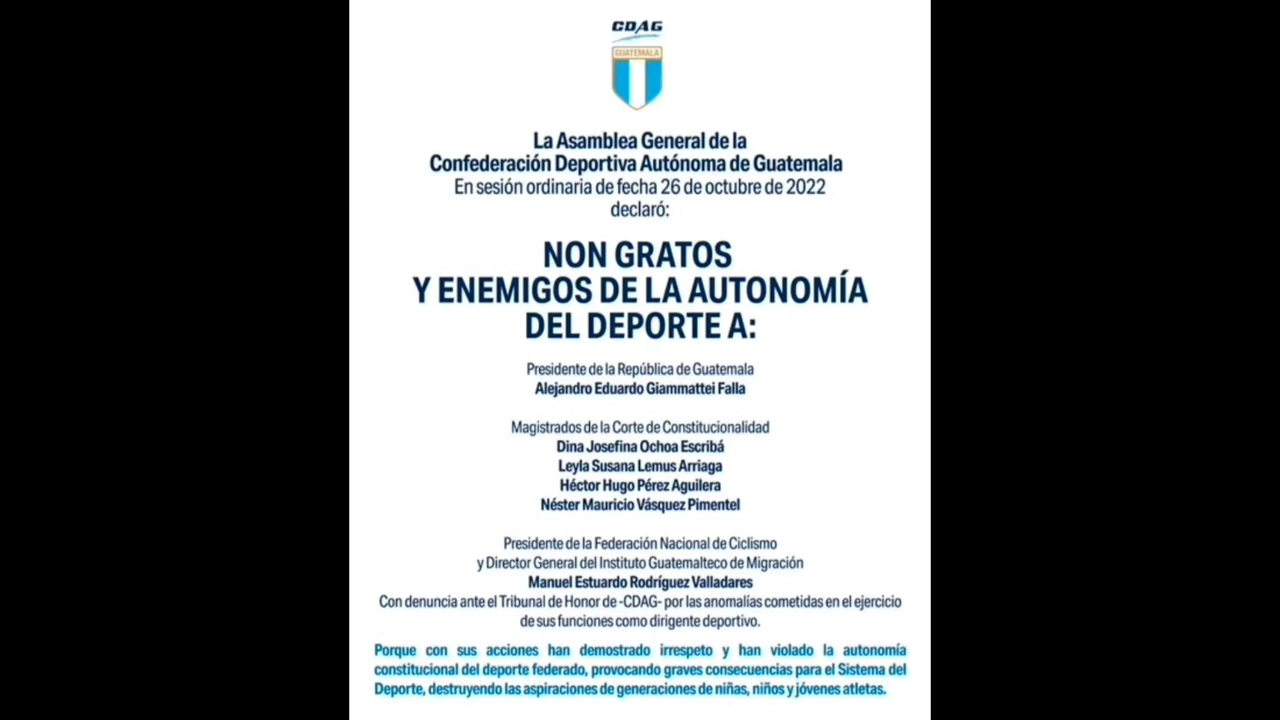 CDAG
GUATEMALA
La Asamblea General de la
Confederación Deportiva Autónoma de Guatemala
En sesión ordinaria de fecha 26 de octubre de 2022
declaró:
NON GRATOS
Y ENEMIGOS DE LA AUTONOMÍA
DEL DEPORTE A:
Presidente de la República de Guatemala
Alejandro Eduardo Giammattei Falla
Magistrados de la Corte de Constitucionalidad
Dina Josefina Ochoa Escribá
Leyla Susana Lemus Arriaga
Héctor Hugo Pérez Aguilera
Néster Mauricio Vásquez Pimentel
Presidente de la Federación Nacional de Ciclismo
y Director General del Instituto Guatemalteco de Migración
Manuel Estuardo Rodríguez Valladares
Con denuncia ante el Tribunal de Honor de -CDAG- por las anomalías cometidas en el ejercicio
de sus funciones como dirigente deportivo.
Porque con sus acciones han demostrado irrespeto y han violado la autonomía
constitucional del deporte federado, provocando graves consecuencias para el Sistema del
Deporte, destruyendo las aspiraciones de generaciones de niñas, niños y jóvenes atletas.